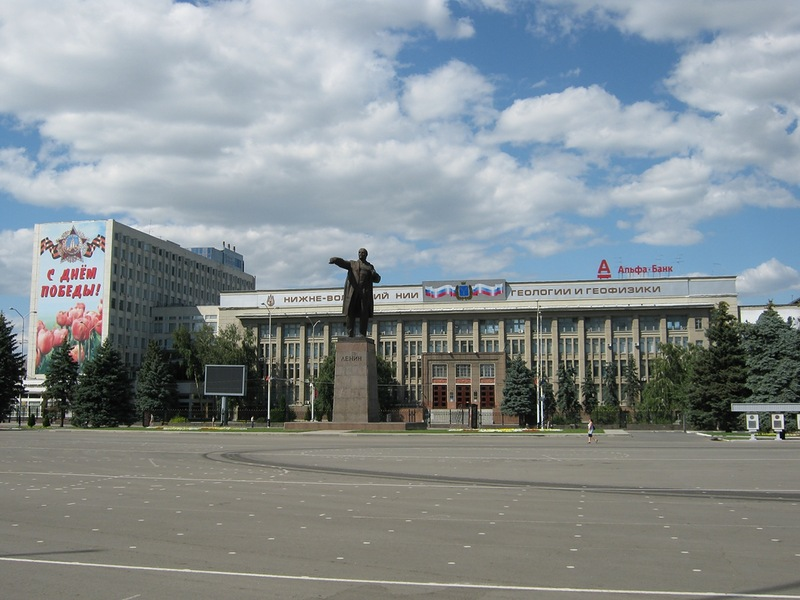 С ДНЁМ
ПОБЕДЫ!
НИЖНЕ-ВО НИИ ГЕОЛОГИИ И ГЕОФИЗИКИ
Альфа·Банк
ЛЕНИН